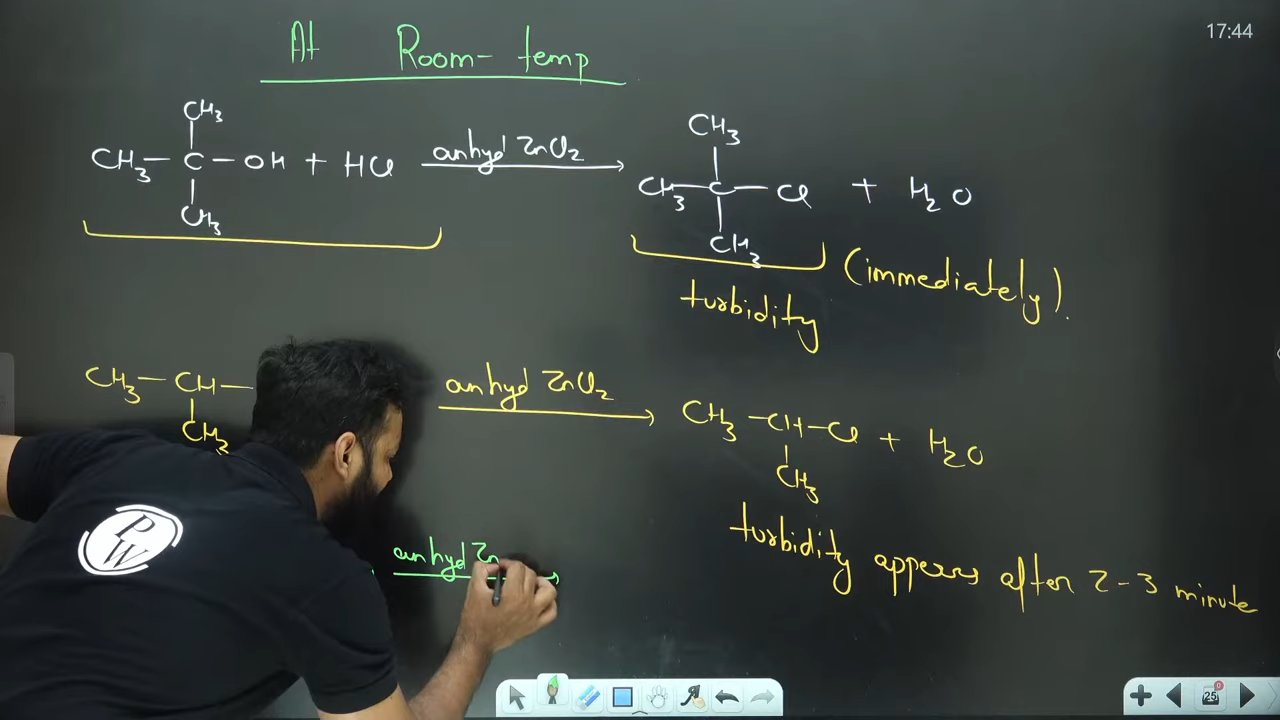 17:44
At Room-temp
CH3
CH3-C-OH + HCl anhyd ZnCl2
CH3
CH3
CH3-C-Cl + H2O
CH3
turbidity (immediately).
CH3-CH- anhyd ZnCl2
CH3
CH3-CH-Cl + H2O
CH3
turbidity appears after 2-3 minute
anhyd Zn
PW
25